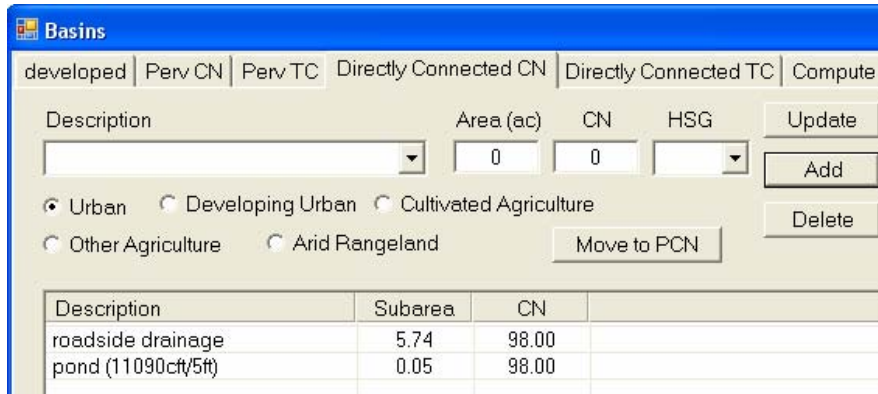 Basins
developed Perv CN Perv TC Directly Connected CN Directly Connected TC Compute
Description Area (ac) CN HSG Update
0 0
Add
Urban Developing Urban Cultivated Agriculture
Delete
Other Agriculture Arid Rangeland Move to PCN
Description Subarea CN
roadside drainage 5.74 98.00
pond (11090cft/5ft) 0.05 98.00